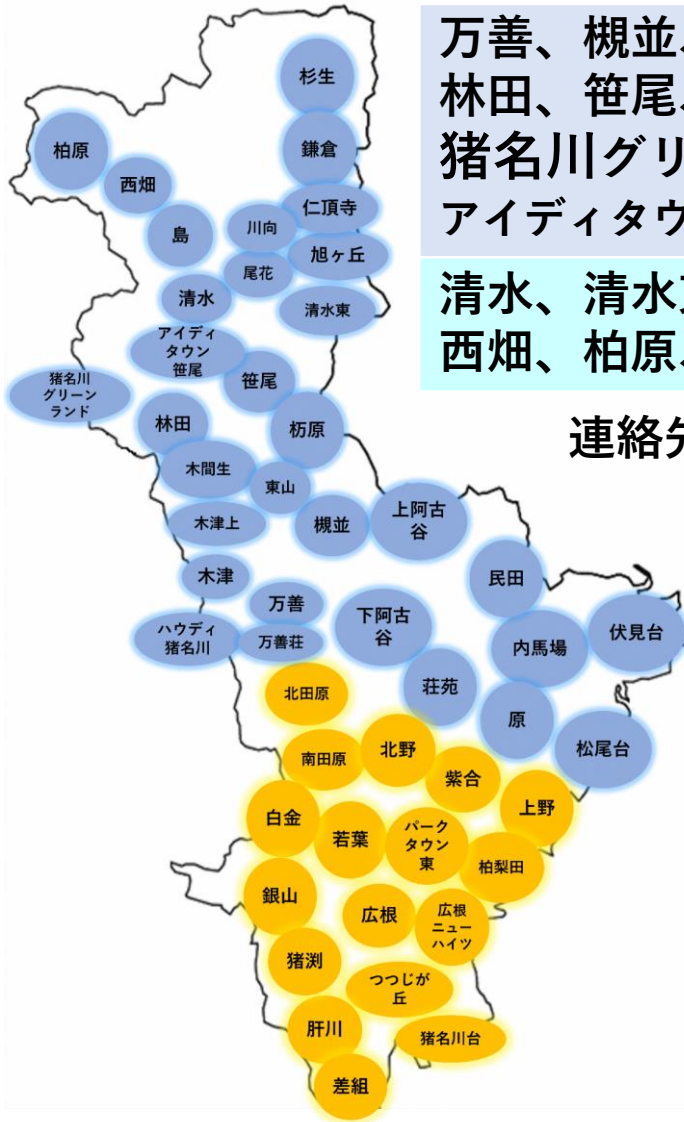 万善、槻並、
林田、笹尾、
猪名川グリ
アイディタウ
清水、清水
西畑、柏原、
連絡先
杉生
柏原
鎌倉
西畑
仁頂寺
川向
島
旭ヶ丘
尾花
清水
清水東
アイディ
タウン
笹尾
笹尾
猪名川
グリーン
ランド
林田
杤原
木間生
東山
木津上
槻並
上阿古
谷
木津
民田
万善
下阿古
谷
ハウディ
猪名川
万善荘
内馬場
伏見台
北田原
荘苑
原
松尾台
南田原
北野
紫合
上野
白金
若葉
パーク
タウン
東
柏梨田
銀山
広根
広根
ニュー
ハイツ
猪渕
つつじが
丘
肝川
猪名川台
差組